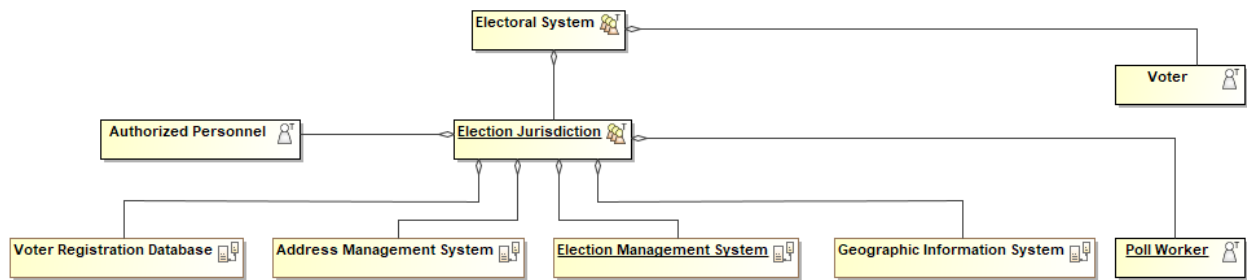 Electoral System
Voter
Authorized Personnel
Election Jurisdiction
Voter Registration Database
Address Management System
Election Management System
Geographic Information System
Poll Worker